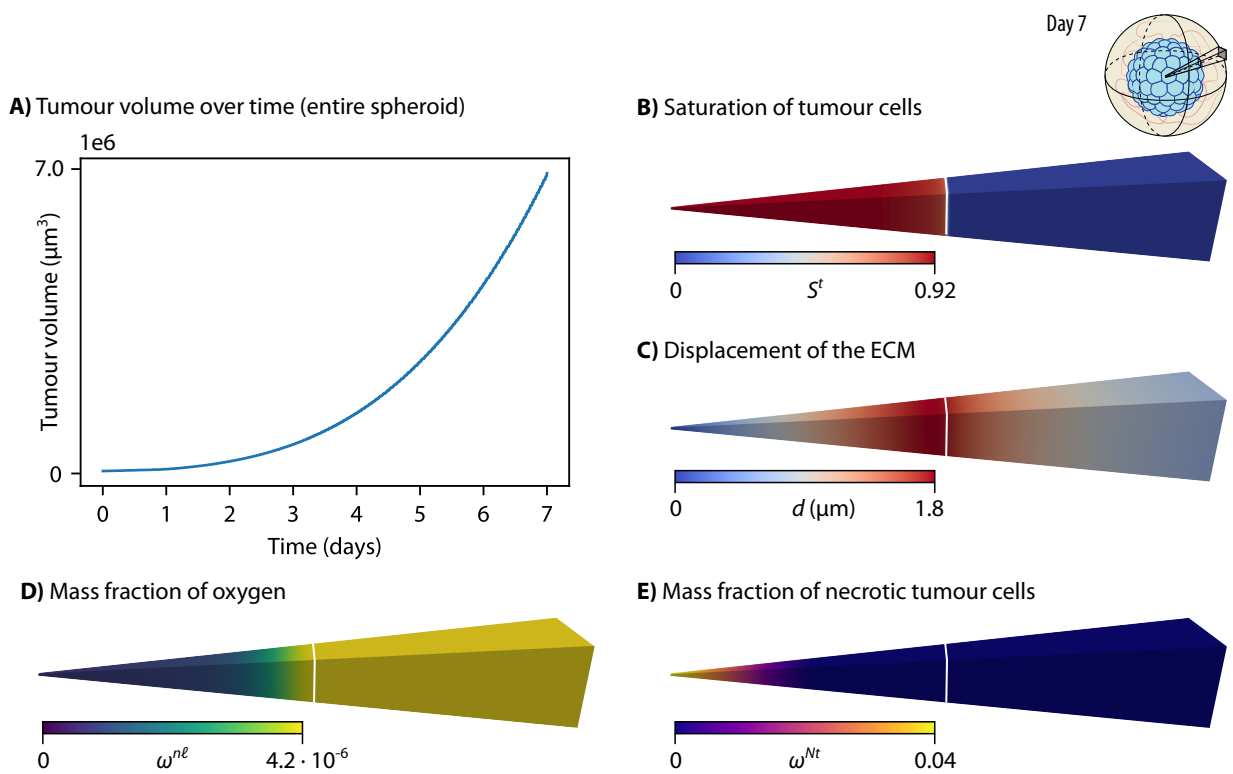 Day 7
A) Tumour volume over time (entire spheroid)
1e6
7.0
0
Tumour volume (μm³)
0 1 2 3 4 5 6 7
Time (days)
B) Saturation of tumour cells
0 Sᵗ 0.92
C) Displacement of the ECM
0 d (μm) 1.8
D) Mass fraction of oxygen
0 ωⁿˡ 4.2 · 10⁻⁶
E) Mass fraction of necrotic tumour cells
0 ωᴺᵗ 0.04